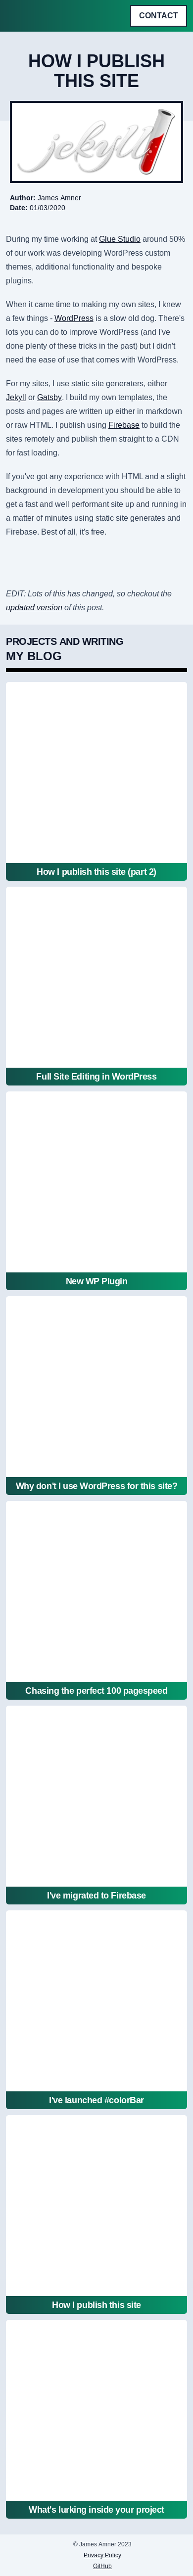 CONTACT
HOW I PUBLISH
THIS SITE
jekyll
Author: James Amner
Date: 01/03/2020
During my time working at Glue Studio around 50%
of our work was developing WordPress custom
themes, additional functionality and bespoke
plugins.
When it came time to making my own sites, I knew
a few things - WordPress is a slow old dog. There's
lots you can do to improve WordPress (and I've
done plenty of these tricks in the past) but I didn't
need the ease of use that comes with WordPress.
For my sites, I use static site generators, either
Jekyll or Gatsby. I build my own templates, the
posts and pages are written up either in markdown
or raw HTML. I publish using Firebase to build the
sites remotely and publish them straight to a CDN
for fast loading.
If you've got any experience with HTML and a slight
background in development you should be able to
get a fast and well performant site up and running in
a matter of minutes using static site generators and
Firebase. Best of all, it's free.
EDIT: Lots of this has changed, so checkout the
updated version of this post.
PROJECTS AND WRITING
MY BLOG
How I publish this site (part 2)
Full Site Editing in WordPress
New WP Plugin
Why don't I use WordPress for this site?
Chasing the perfect 100 pagespeed
I've migrated to Firebase
I've launched #colorBar
How I publish this site
What's lurking inside your project
© James Amner 2023
Privacy Policy
GitHub